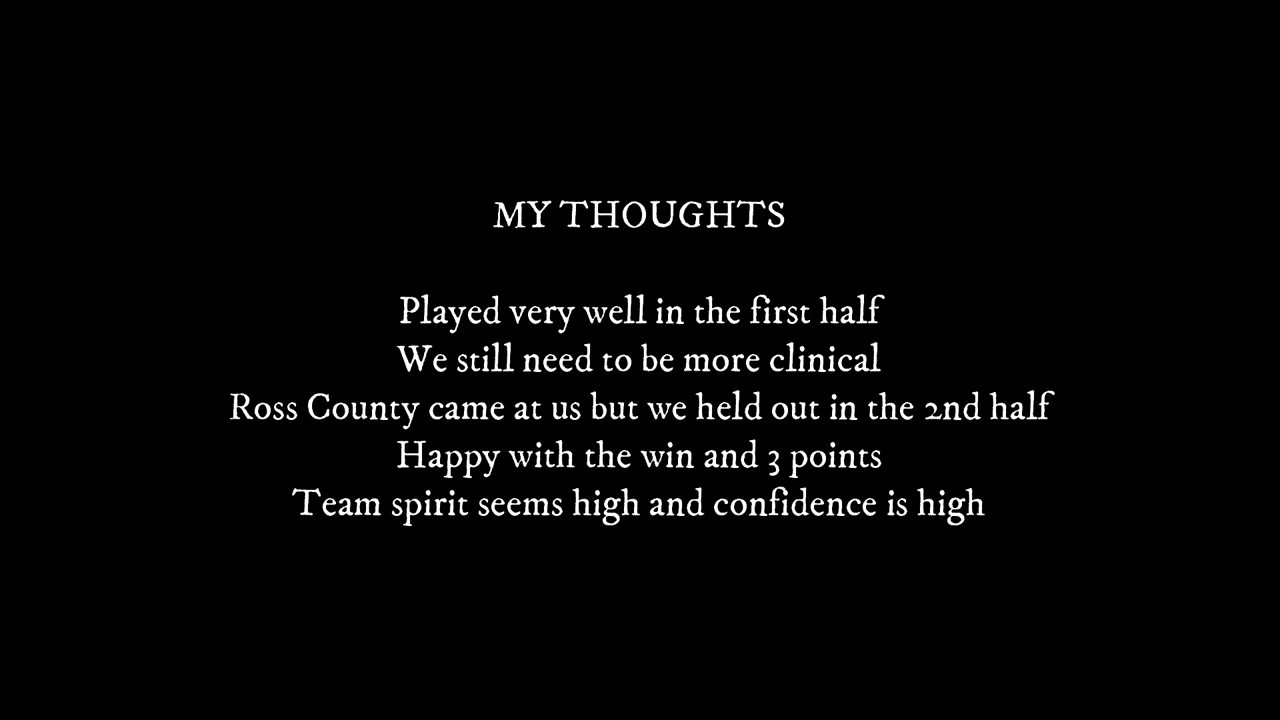 MY THOUGHTS
Played very well in the first half
We still need to be more clinical
Ross County came at us but we held out in the 2nd half
Happy with the win and 3 points
Team spirit seems high and confidence is high